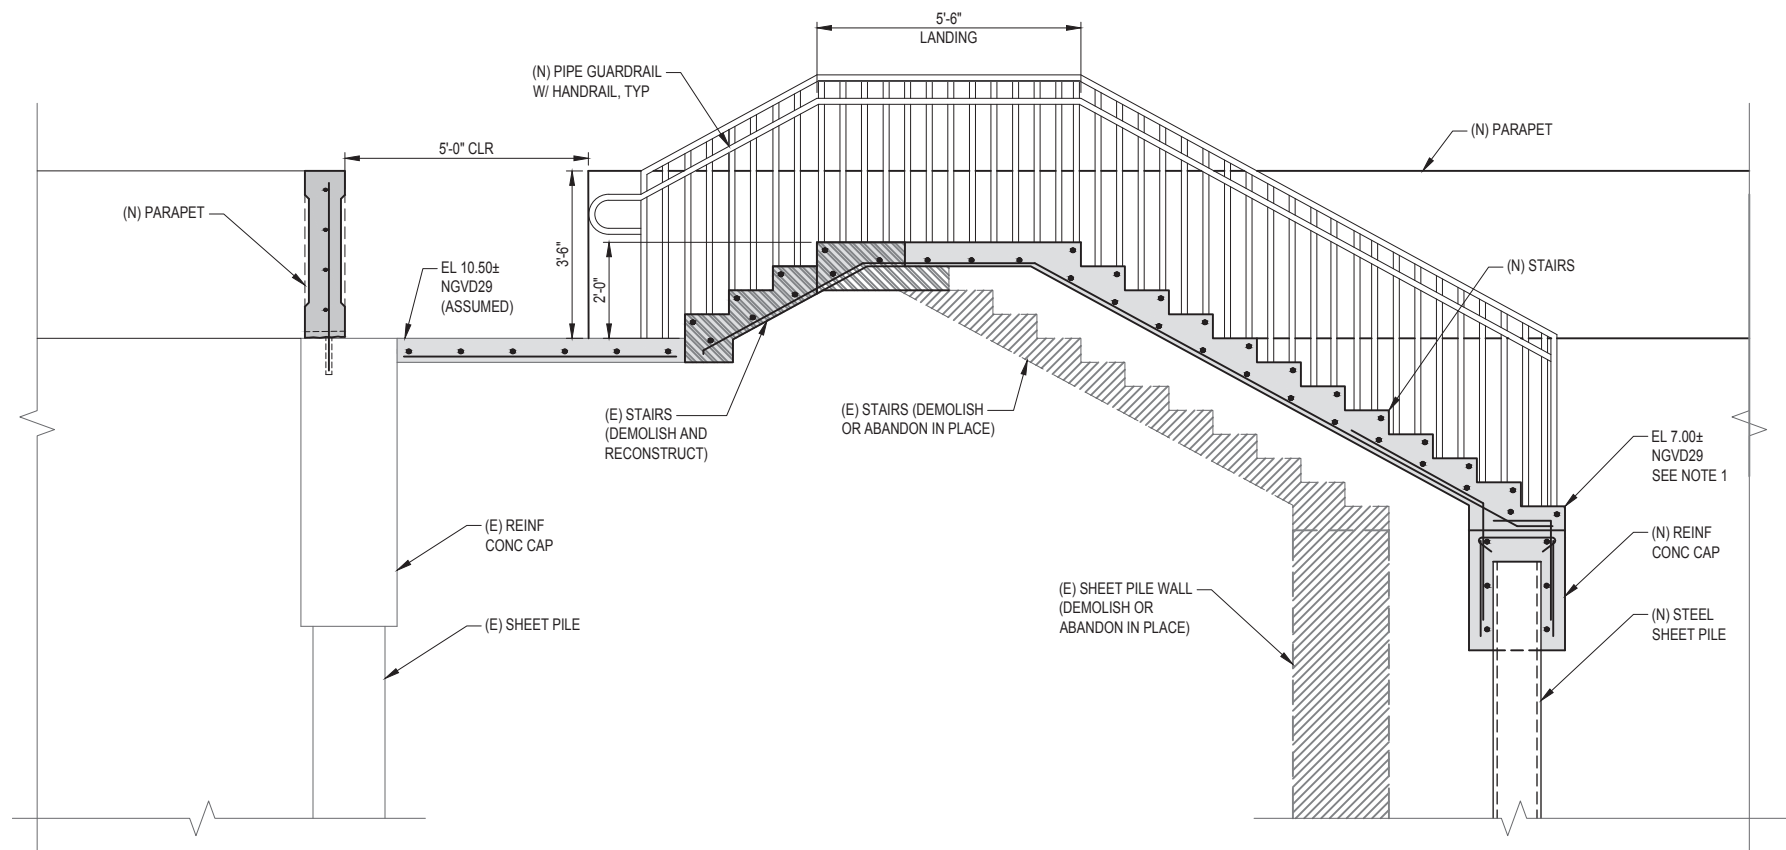 5'-6"
LANDING
(N) PIPE GUARDRAIL
W/ HANDRAIL, TYP
(N) PARAPET
5'-0" CLR
(N) PARAPET
3'-6"
2'-0"
EL 10.50±
NGVD29
(ASSUMED)
(N) STAIRS
(E) STAIRS
(DEMOLISH AND
RECONSTRUCT)
(E) STAIRS (DEMOLISH
OR ABANDON IN PLACE)
EL 7.00±
NGVD29
SEE NOTE 1
(E) REINF
CONC CAP
(N) REINF
CONC CAP
(E) SHEET PILE WALL
(DEMOLISH OR
ABANDON IN PLACE)
(E) SHEET PILE
(N) STEEL
SHEET PILE